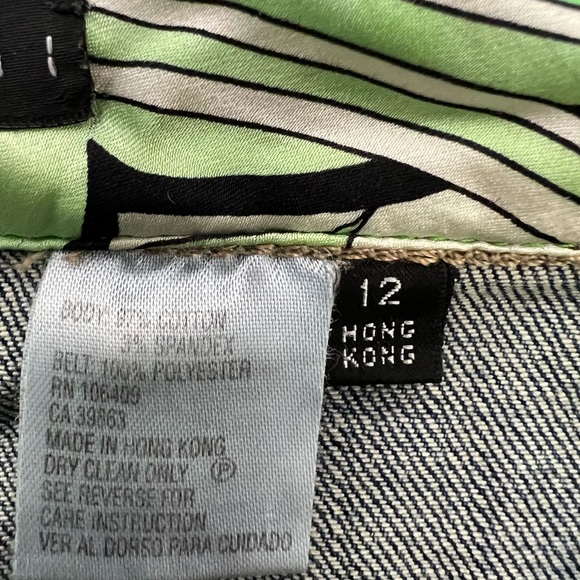 BODY: 97% COTTON
3% SPANDEX
BELT: 100% POLYESTER
RN 106409
CA 39663
MADE IN HONG KONG
DRY CLEAN ONLY Ⓟ
SEE REVERSE FOR
CARE INSTRUCTION
VER AL DORSO PARA CUIDADO
12
HONG
KONG